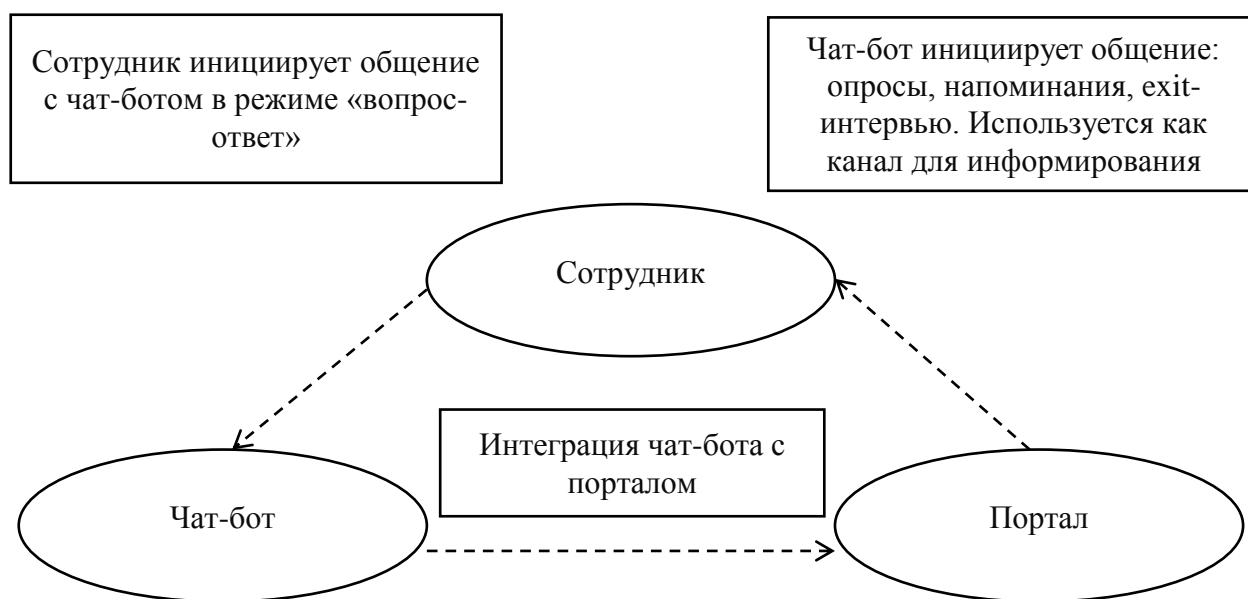 Сотрудник инициирует общение
с чат-ботом в режиме «вопрос-
ответ»
Чат-бот инициирует общение:
опросы, напоминания, exit-
интервью. Используется как
канал для информирования
Сотрудник
Интеграция чат-бота с
порталом
Чат-бот
Портал